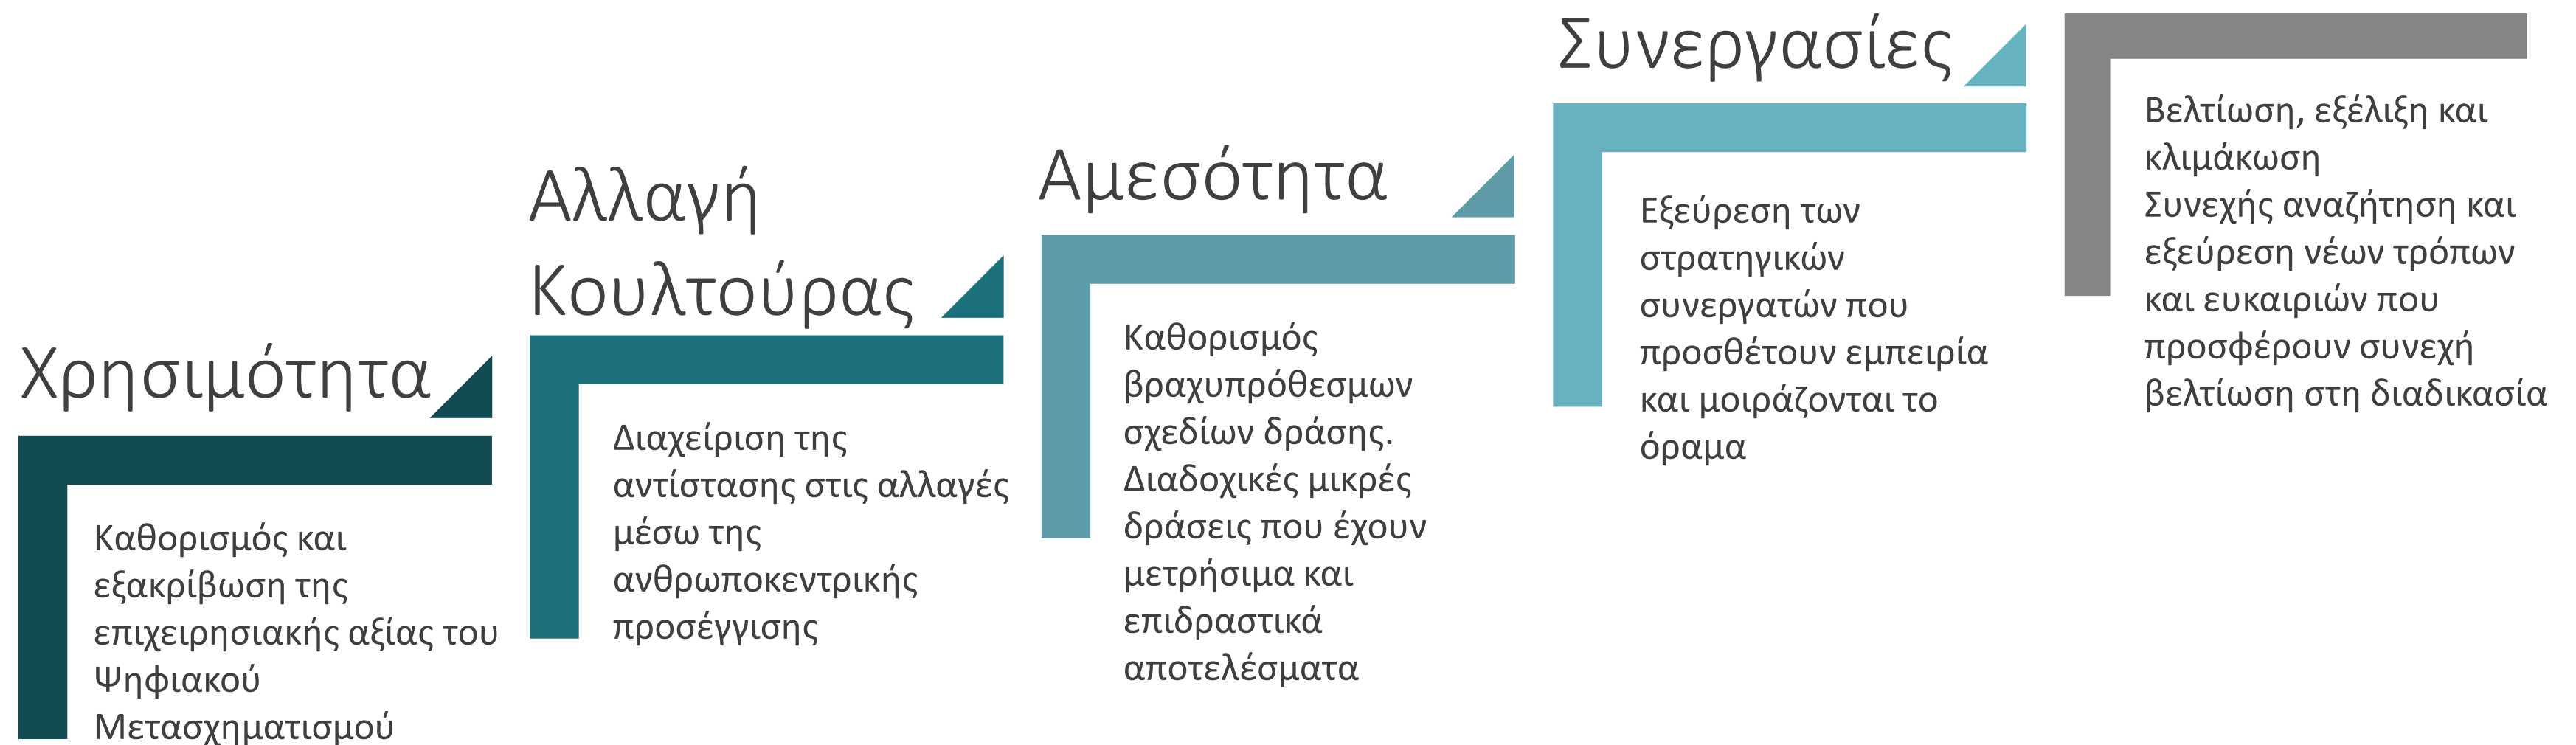 Χρησιμότητα
Καθορισμός και
εξακρίβωση της
επιχειρησιακής αξίας του
Ψηφιακού
Μετασχηματισμού
Αλλαγή
Κουλτούρας
Διαχείριση της
αντίστασης στις αλλαγές
μέσω της
ανθρωποκεντρικής
προσέγγισης
Αμεσότητα
Καθορισμός
βραχυπρόθεσμων
σχεδίων δράσης.
Διαδοχικές μικρές
δράσεις που έχουν
μετρήσιμα και
επιδραστικά
αποτελέσματα
Συνεργασίες
Εξεύρεση των
στρατηγικών
συνεργατών που
προσθέτουν εμπειρία
και μοιράζονται το
όραμα
Βελτίωση, εξέλιξη και
κλιμάκωση
Συνεχής αναζήτηση και
εξεύρεση νέων τρόπων
και ευκαιριών που
προσφέρουν συνεχή
βελτίωση στη διαδικασία